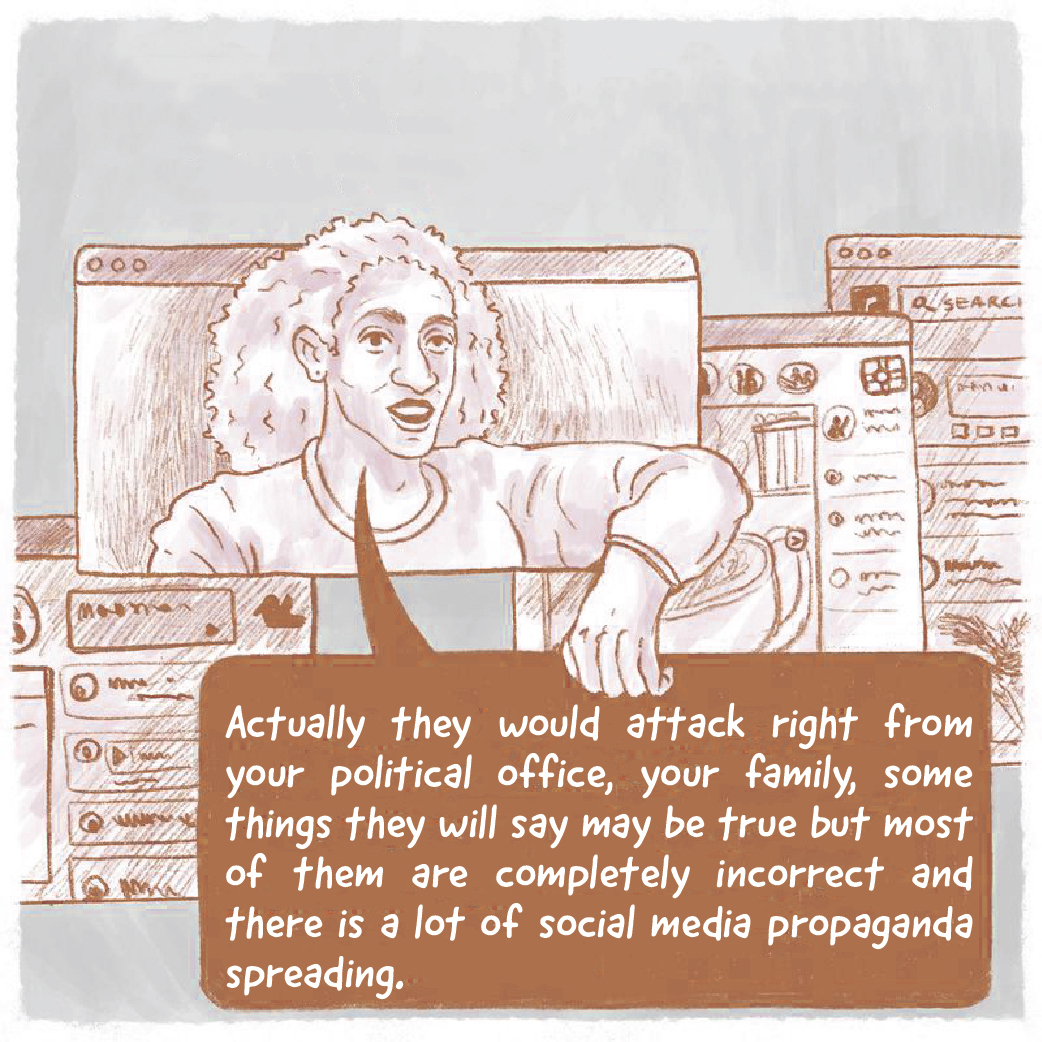 SEARC
Actually they would attack right from
your political office, your family, some
things they will say may be true but most
of them are completely incorrect and
there is a lot of social media propaganda
spreading.